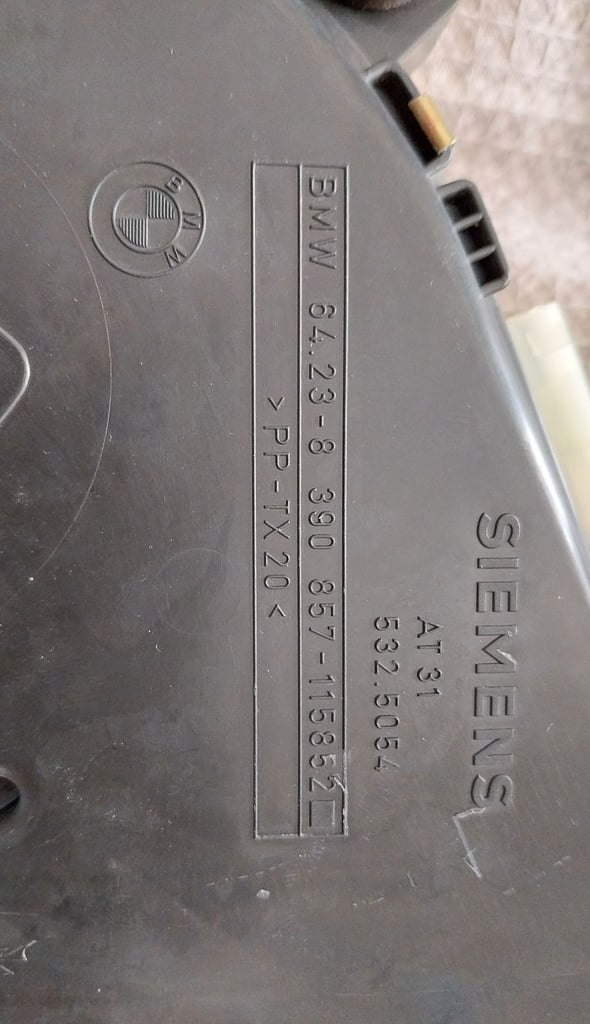 SIEMENS
AT 31
532.5054
BMW 64.23-8 390 857-115852□
>PP-TX20<
BMW